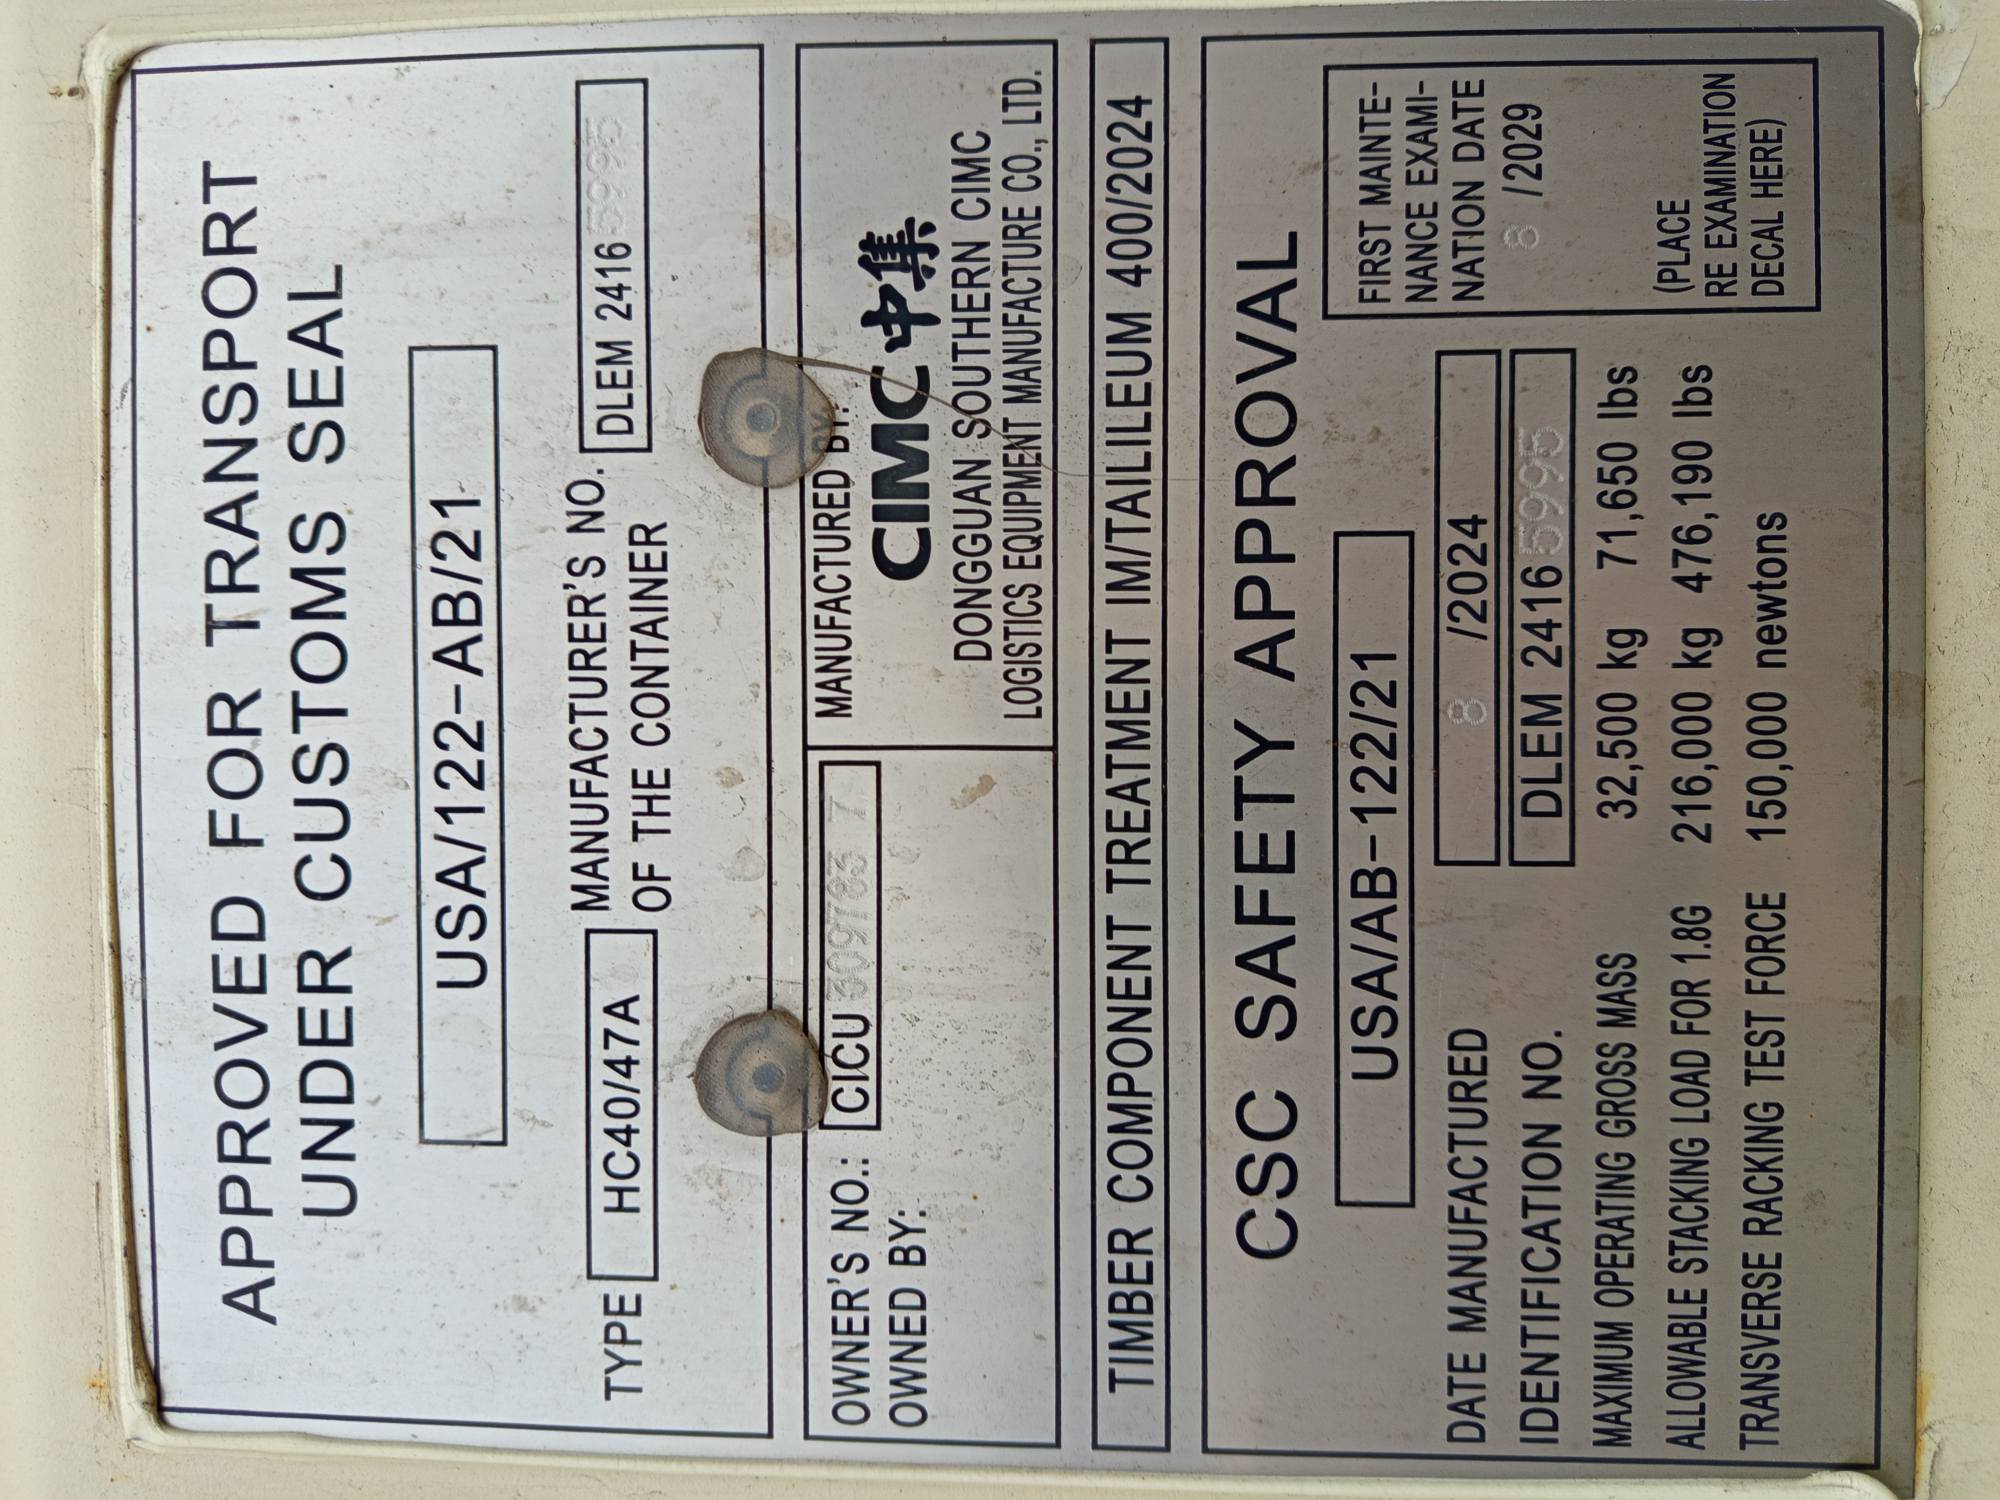 APPROVED FOR TRANSPORT
UNDER CUSTOMS SEAL
USA/122-AB/21
TYPE HC40/47A MANUFACTURER'S NO. OF THE CONTAINER DLEM 2416 5995
OWNER'S NO.: CICU 309783 7
OWNED BY:
MANUFACTURED BY:
CIMC 中集
DONGGUAN SOUTHERN CIMC
LOGISTICS EQUIPMENT MANUFACTURE CO., LTD.
TIMBER COMPONENT TREATMENT IM/TAILILEUM 400/2024
CSC SAFETY APPROVAL
USA/AB-122/21
DATE MANUFACTURED 8 /2024
IDENTIFICATION NO. DLEM 2416 5995
MAXIMUM OPERATING GROSS MASS 32,500 kg 71,650 lbs
ALLOWABLE STACKING LOAD FOR 1.8G 216,000 kg 476,190 lbs
TRANSVERSE RACKING TEST FORCE 150,000 newtons
FIRST MAINTE-
NANCE EXAMI-
NATION DATE
8 /2029
(PLACE
RE EXAMINATION
DECAL HERE)